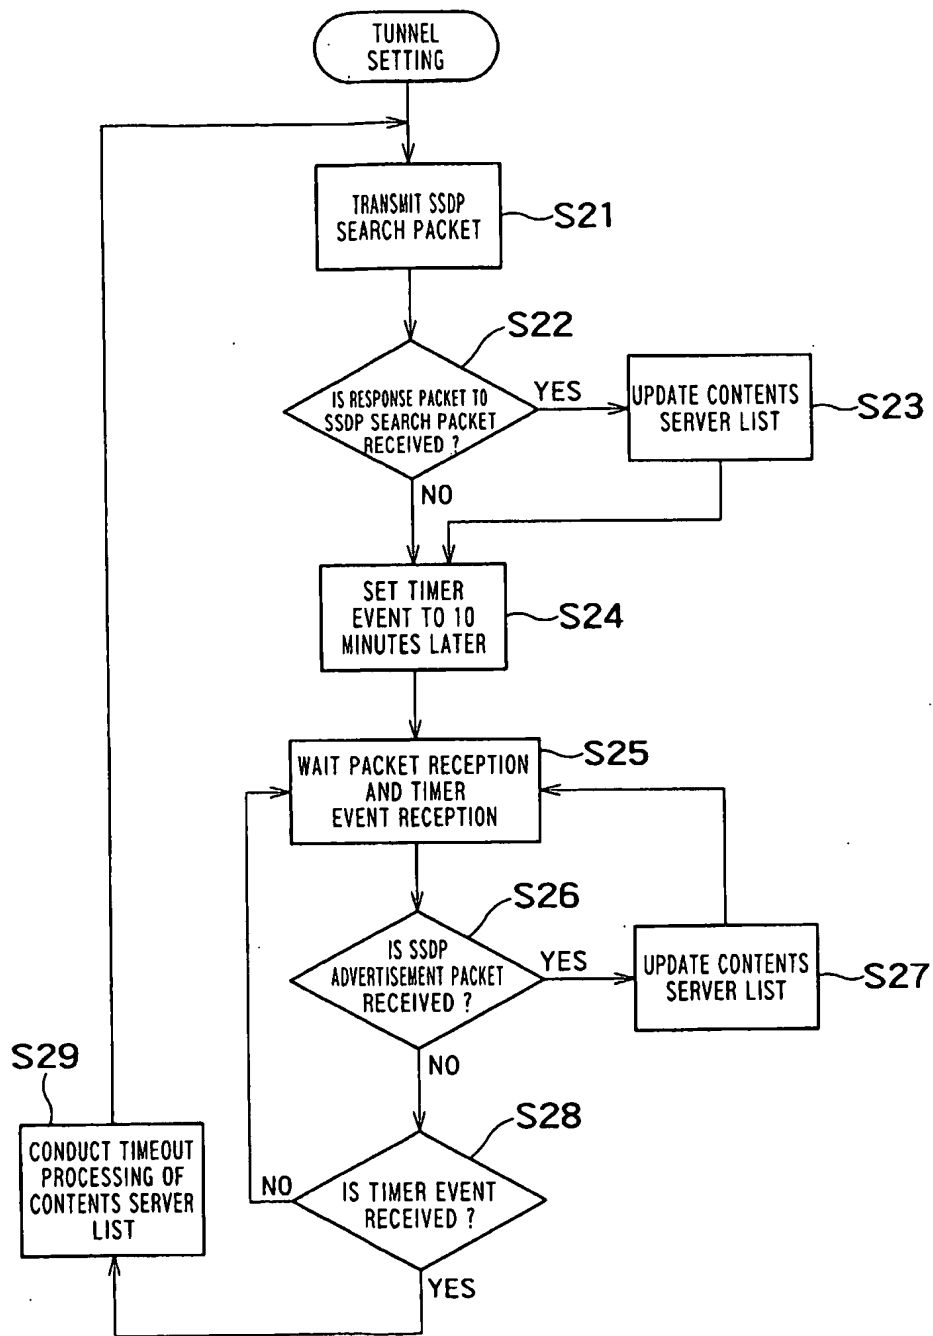 TUNNEL
SETTING
TRANSMIT SSDP
SEARCH PACKET
S21
S22
IS RESPONSE PACKET TO
SSDP SEARCH PACKET
RECEIVED ?
YES
UPDATE CONTENTS
SERVER LIST
S23
NO
SET TIMER
EVENT TO 10
MINUTES LATER
S24
S25
WAIT PACKET RECEPTION
AND TIMER
EVENT RECEPTION
S26
IS SSDP
ADVERTISEMENT PACKET
RECEIVED ?
YES
UPDATE CONTENTS
SERVER LIST
S27
NO
S28
IS TIMER EVENT
RECEIVED ?
NO
YES
S29
CONDUCT TIMEOUT
PROCESSING OF
CONTENTS SERVER
LIST